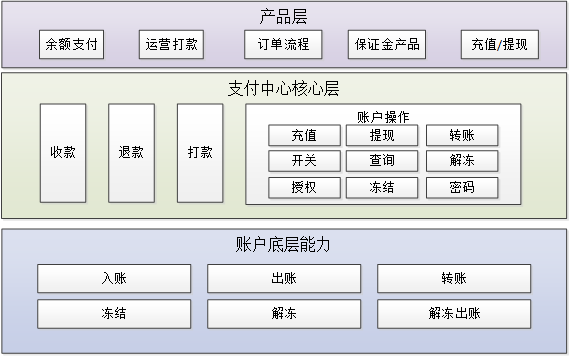 产品层
余额支付 运营打款 订单流程 保证金产品 充值/提现
支付中心核心层
收款 退款 打款
账户操作
充值 提现 转账
开关 查询 解冻
授权 冻结 密码
账户底层能力
入账 出账 转账
冻结 解冻 解冻出账